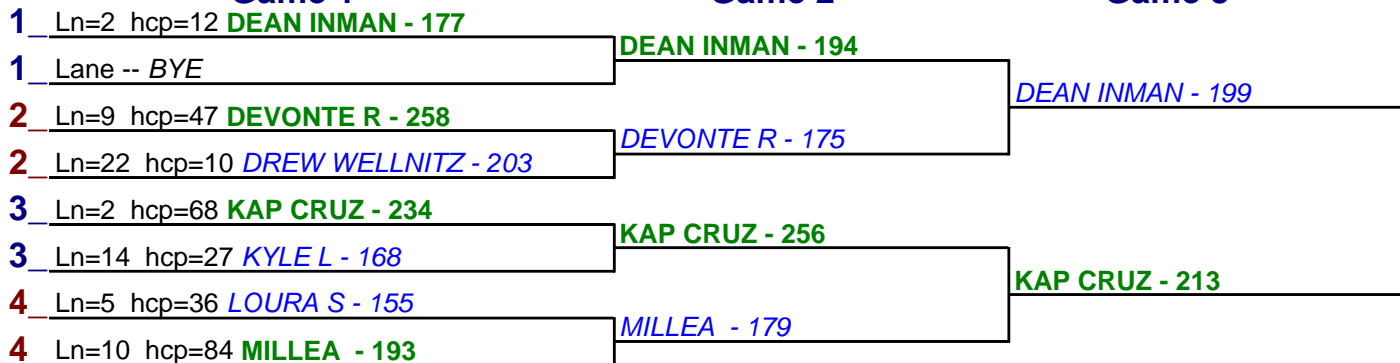 1_ Ln=2 hcp=12 DEAN INMAN - 177
1_ Lane -- BYE
2_ Ln=9 hcp=47 DEVONTE R - 258
2_ Ln=22 hcp=10 DREW WELLNITZ - 203
3_ Ln=2 hcp=68 KAP CRUZ - 234
3_ Ln=14 hcp=27 KYLE L - 168
4_ Ln=5 hcp=36 LOURA S - 155
4 Ln=10 hcp=84 MILLEA - 193
DEAN INMAN - 194
DEVONTE R - 175
KAP CRUZ - 256
MILLEA - 179
DEAN INMAN - 199
KAP CRUZ - 213